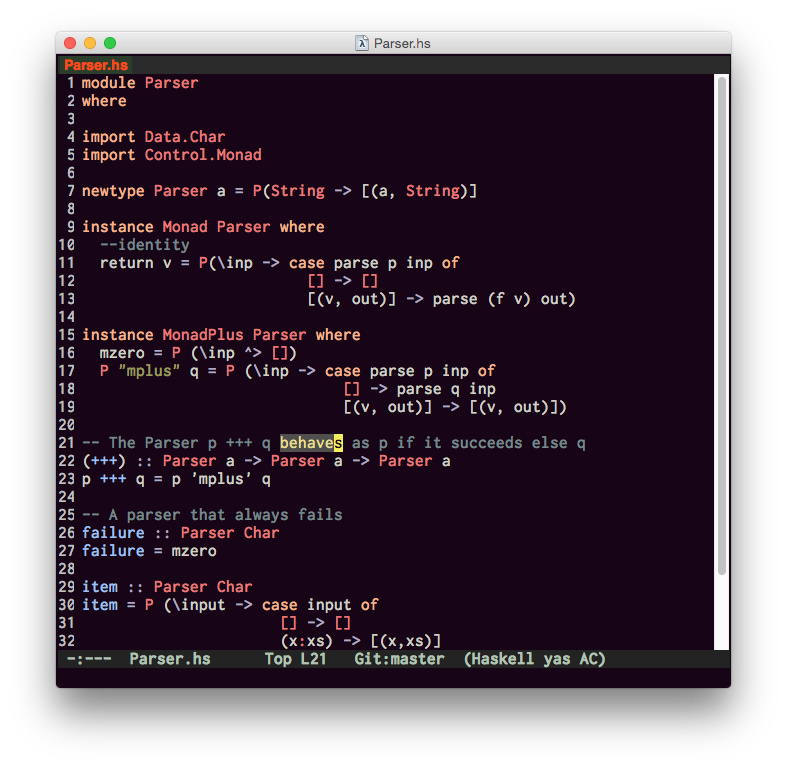 Parser.hs
Parser.hs
1 module Parser
2 where
3
4 import Data.Char
5 import Control.Monad
6
7 newtype Parser a = P(String -> [(a, String)]
8
9 instance Monad Parser where
10   --identity
11   return v = P(\inp -> case parse p inp of
12                          [] -> []
13                          [(v, out)] -> parse (f v) out)
14
15 instance MonadPlus Parser where
16   mzero = P (\inp ^> [])
17   P "mplus" q = P (\inp -> case parse p inp of
18                              [] -> parse q inp
19                              [(v, out)] -> [(v, out)])
20
21 -- The Parser p +++ q behaves as p if it succeeds else q
22 (+++) :: Parser a -> Parser a -> Parser a
23 p +++ q = p ’mplus’ q
24
25 -- A parser that always fails
26 failure :: Parser Char
27 failure = mzero
28
29 item :: Parser Char
30 item = P (\input -> case input of
31                       [] -> []
32                       (x:xs) -> [(x,xs)]
-:---  Parser.hs      Top L21   Git:master  (Haskell yas AC)